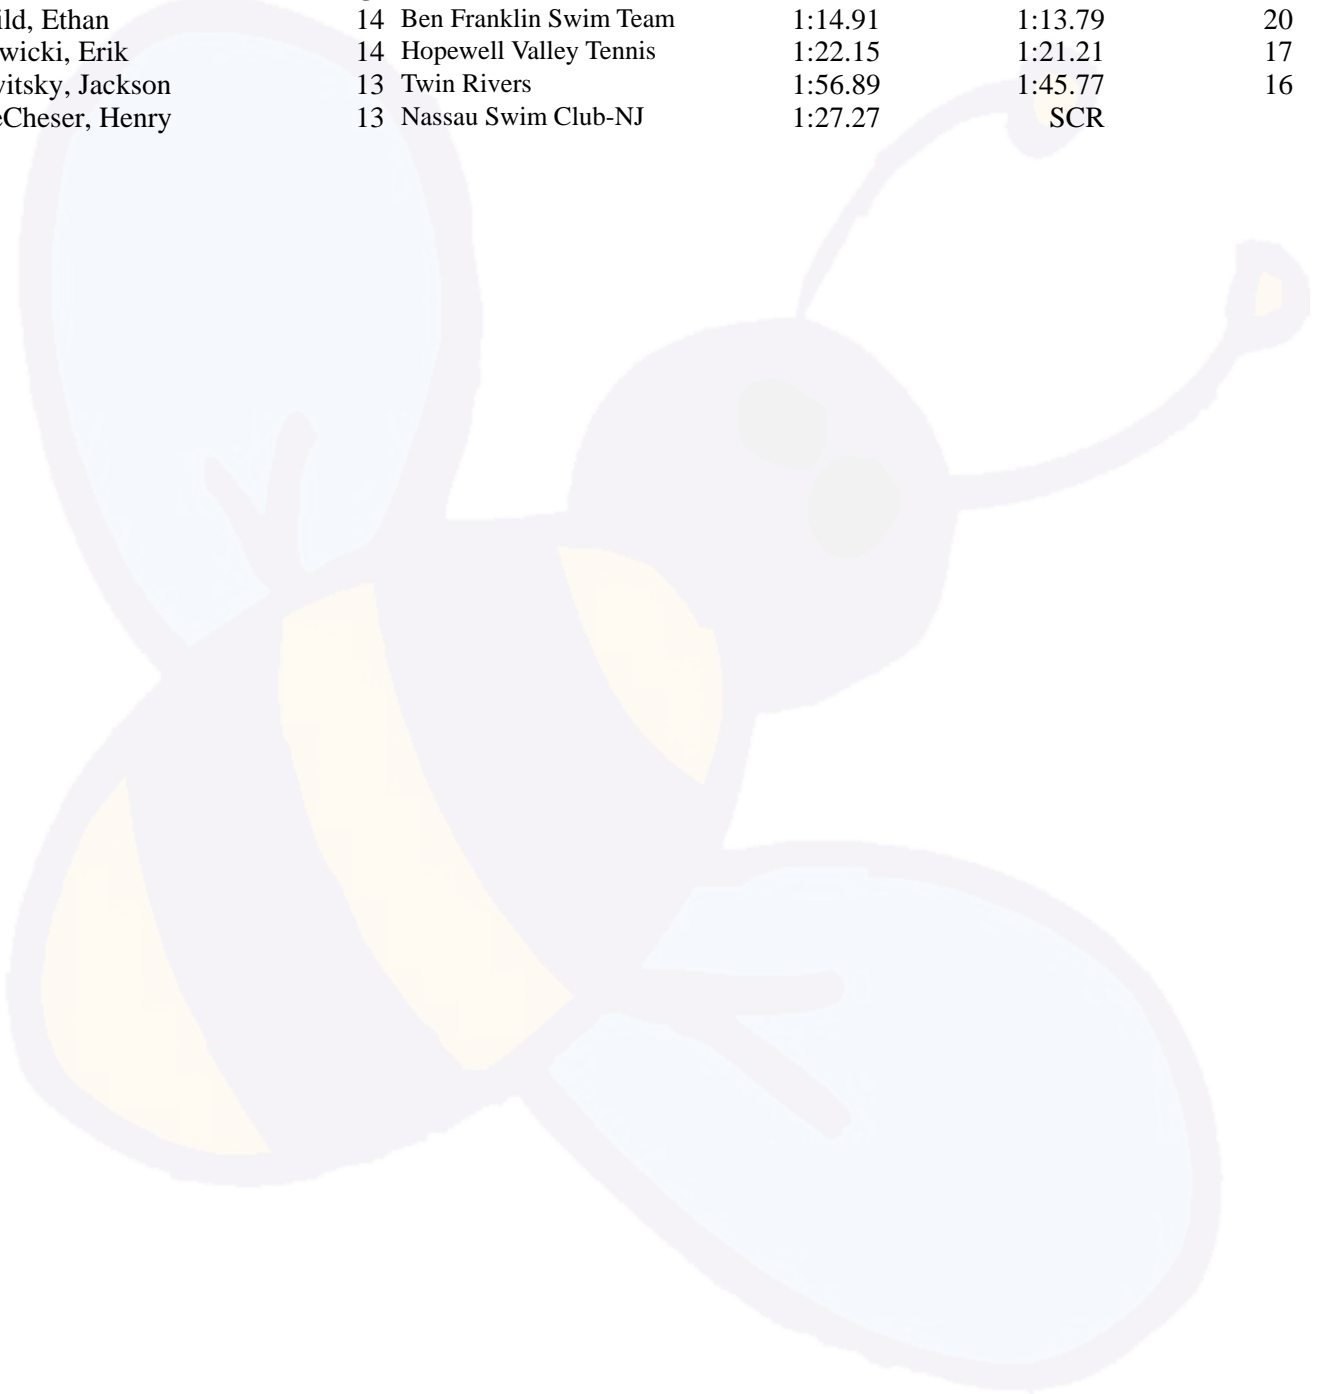 ild, Ethan 14 Ben Franklin Swim Team 1:14.91 1:13.79 20
wicki, Erik 14 Hopewell Valley Tennis 1:22.15 1:21.21 17
vitsky, Jackson 13 Twin Rivers 1:56.89 1:45.77 16
eCheser, Henry 13 Nassau Swim Club-NJ 1:27.27 SCR